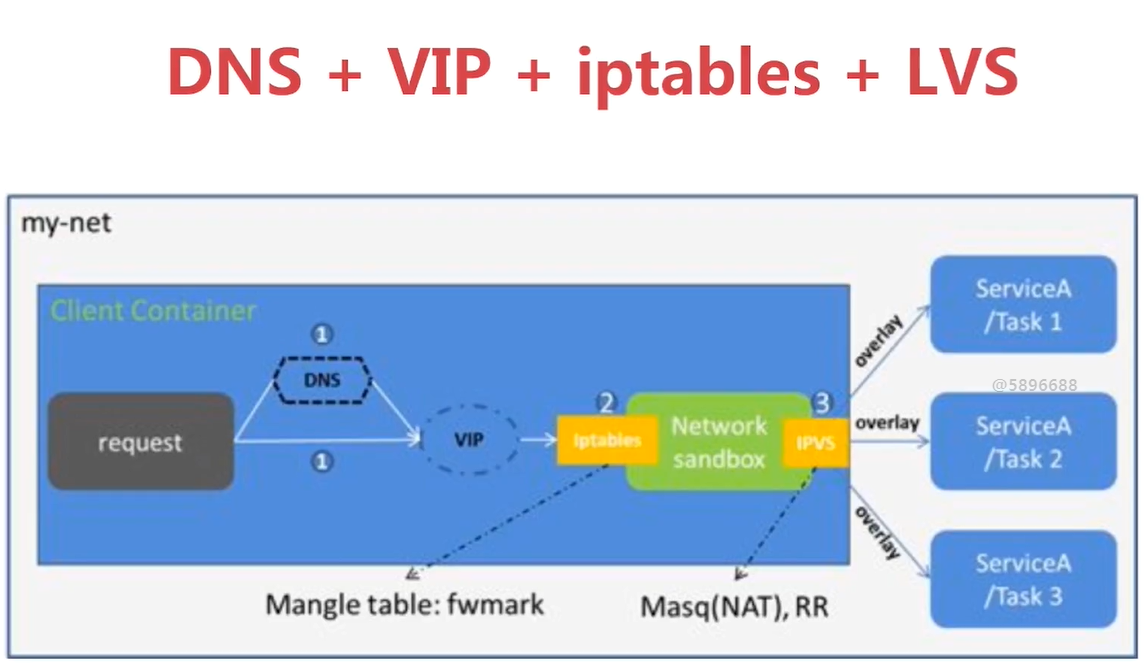 DNS + VIP + iptables + LVS
my-net
Client Container
①
DNS
request
VIP
①
②
Iptables
Network
sandbox
③
IPVS
overlay
overlay
overlay
ServiceA
/Task 1
@5896688
ServiceA
/Task 2
ServiceA
/Task 3
Mangle table: fwmark
Masq(NAT), RR